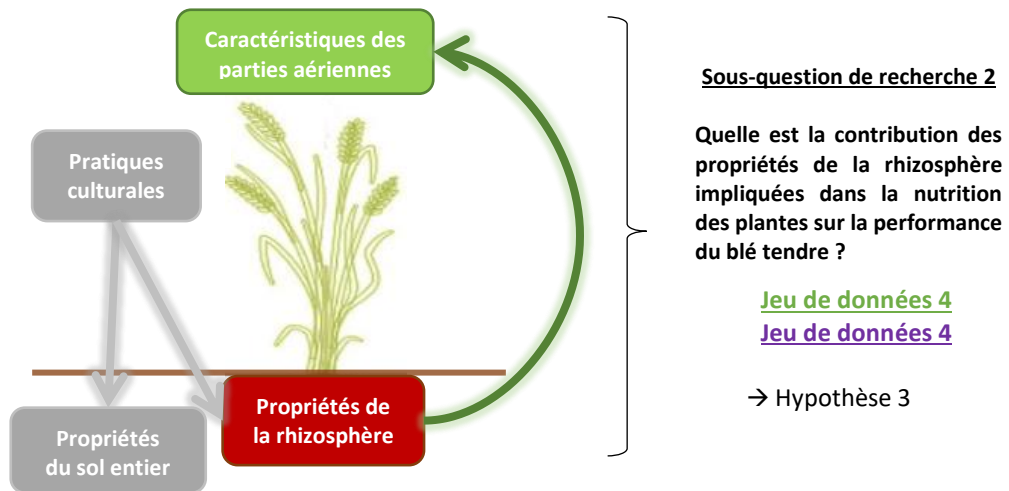 Caractéristiques des
parties aériennes
Pratiques
culturales
Propriétés
du sol entier
Propriétés de
la rhizosphère
Sous-question de recherche 2
Quelle est la contribution des
propriétés de la rhizosphère
impliquées dans la nutrition
des plantes sur la performance
du blé tendre ?
Jeu de données 4
Jeu de données 4
→ Hypothèse 3